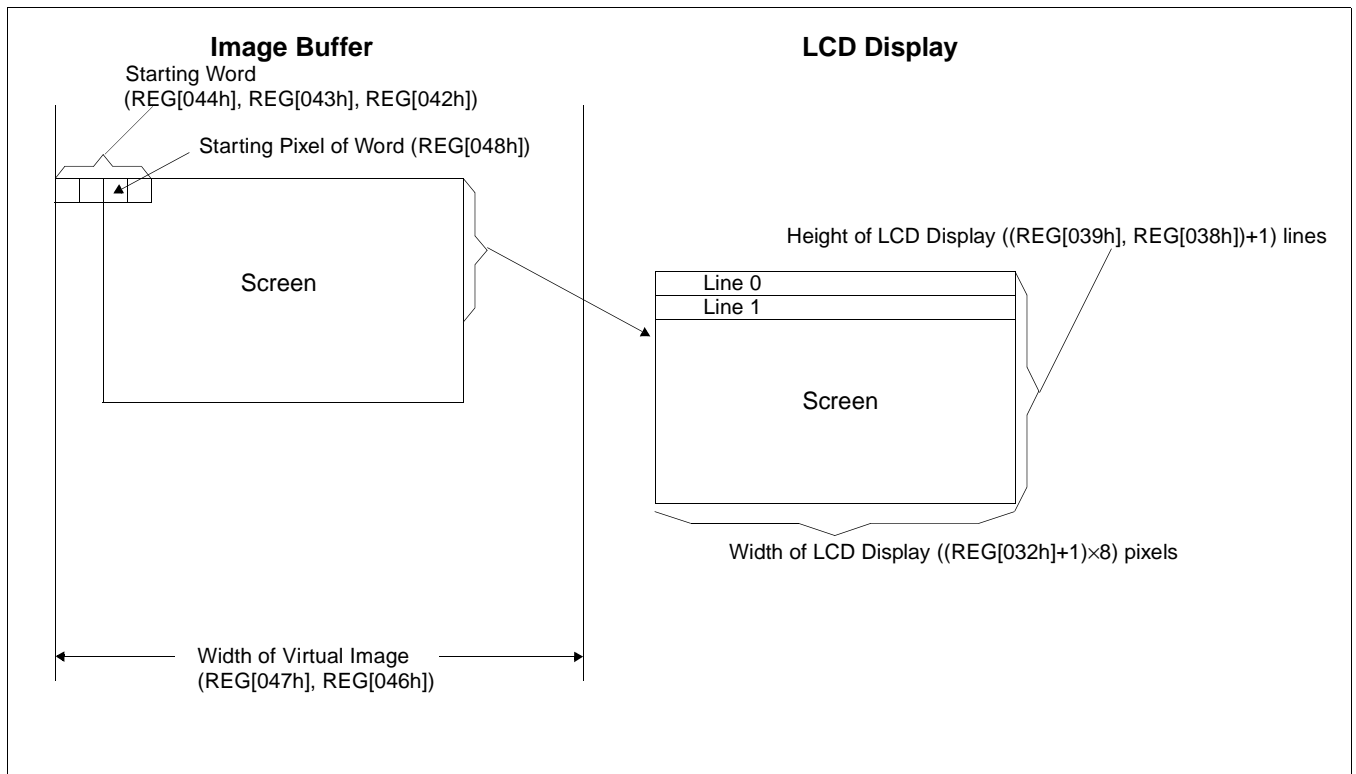 Image Buffer
Starting Word
(REG[044h], REG[043h], REG[042h])
Starting Pixel of Word (REG[048h])
Screen
Width of Virtual Image
(REG[047h], REG[046h])
LCD Display
Height of LCD Display ((REG[039h], REG[038h])+1) lines
Line 0
Line 1
Screen
Width of LCD Display ((REG[032h]+1)×8) pixels